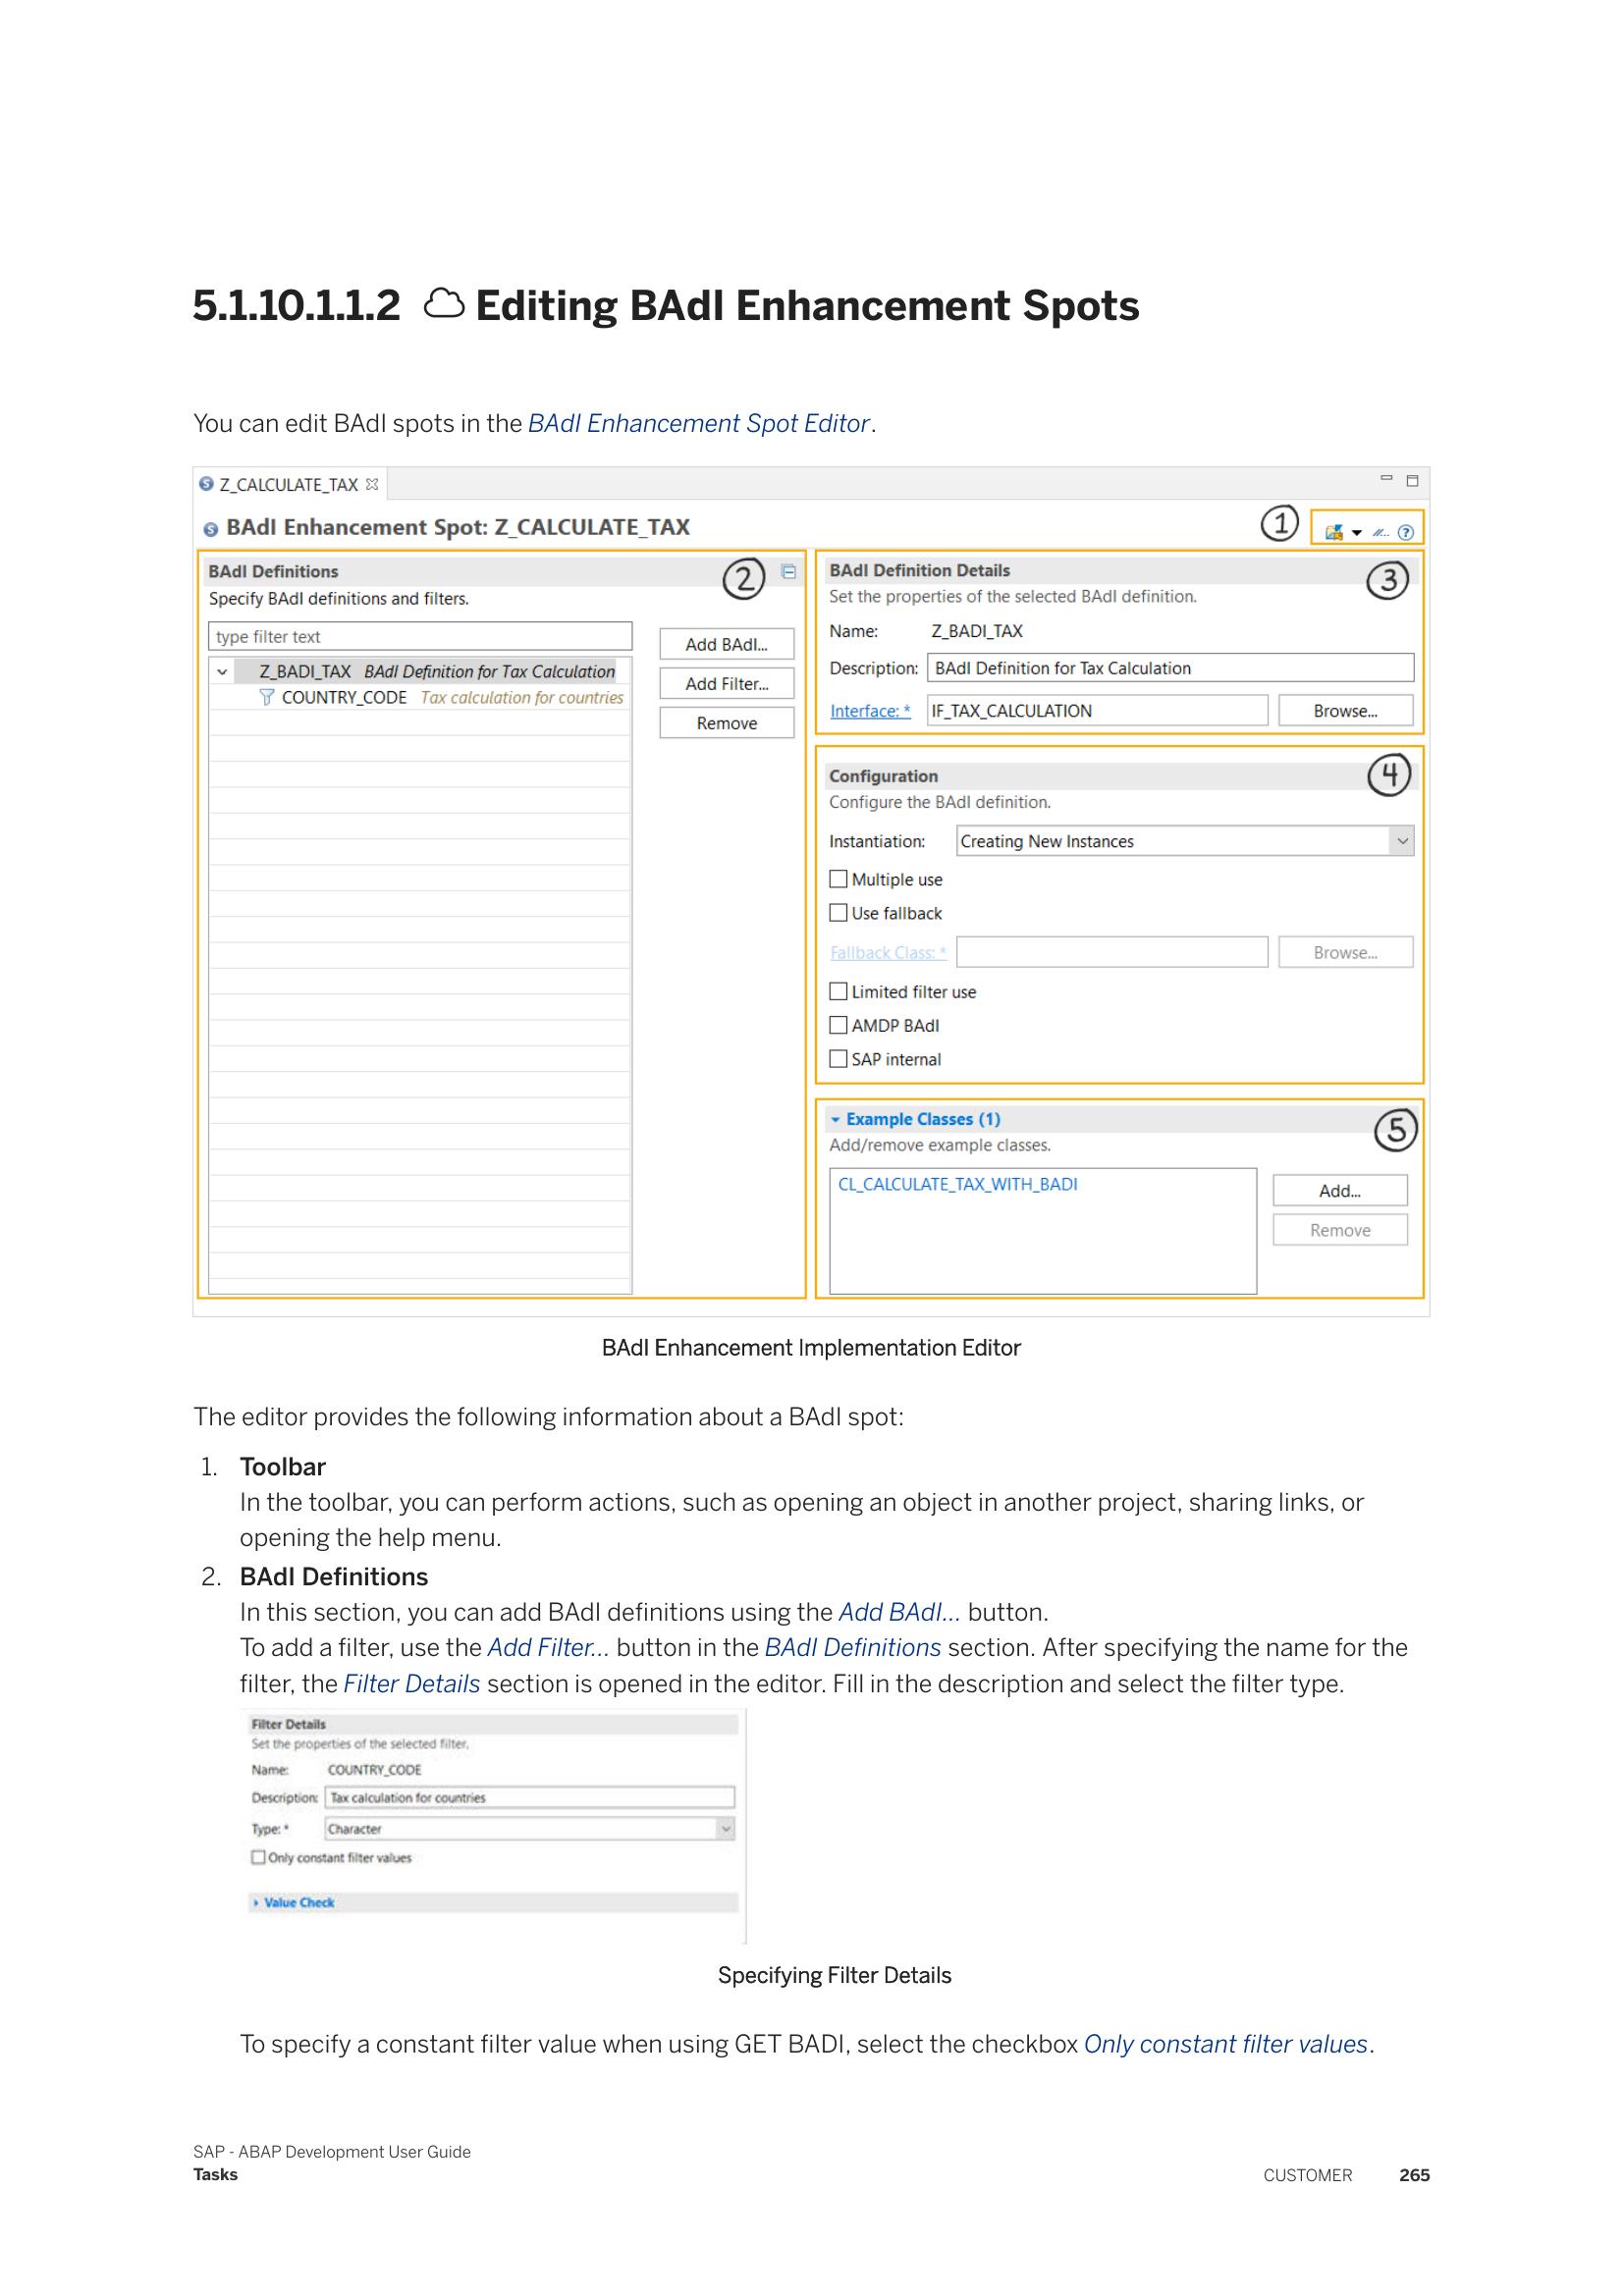 5.1.10.1.1.2 Editing BAdI Enhancement Spots
You can edit BAdI spots in the BAdI Enhancement Spot Editor.
Z_CALCULATE_TAX
BAdI Enhancement Spot: Z_CALCULATE_TAX
1
BAdI Definitions
2
Specify BAdI definitions and filters.
type filter text
Z_BADI_TAX BAdI Definition for Tax Calculation
COUNTRY_CODE Tax calculation for countries
Add BAdI...
Add Filter...
Remove
BAdI Definition Details
3
Set the properties of the selected BAdI definition.
Name: Z_BADI_TAX
Description: BAdI Definition for Tax Calculation
Interface: * IF_TAX_CALCULATION Browse...
Configuration
4
Configure the BAdI definition.
Instantiation: Creating New Instances
Multiple use
Use fallback
Fallback Class: * Browse...
Limited filter use
AMDP BAdI
SAP internal
Example Classes (1)
5
Add/remove example classes.
CL_CALCULATE_TAX_WITH_BADI
Add...
Remove
BAdI Enhancement Implementation Editor
The editor provides the following information about a BAdI spot:
1. Toolbar
In the toolbar, you can perform actions, such as opening an object in another project, sharing links, or
opening the help menu.
2. BAdI Definitions
In this section, you can add BAdI definitions using the Add BAdI... button.
To add a filter, use the Add Filter... button in the BAdI Definitions section. After specifying the name for the
filter, the Filter Details section is opened in the editor. Fill in the description and select the filter type.
Filter Details
Set the properties of the selected filter.
Name: COUNTRY_CODE
Description: Tax calculation for countries
Type: * Character
Only constant filter values
Value Check
Specifying Filter Details
To specify a constant filter value when using GET BADI, select the checkbox Only constant filter values.
SAP - ABAP Development User Guide
Tasks
CUSTOMER 265